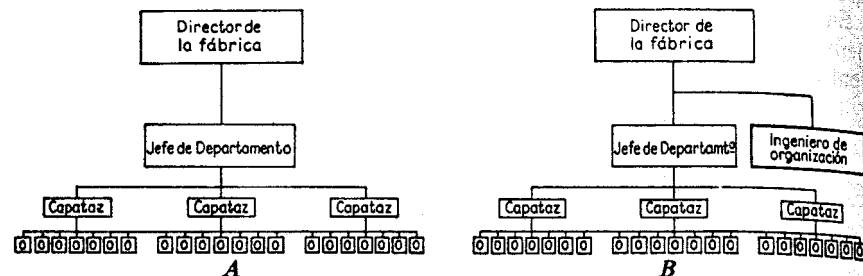 Director de
la fábrica
Jefe de Departamento
Capataz Capataz Capataz
O O O O O O O O O O O O O O O O O O O O O
A
Director de
la fábrica
Jefe de Departamtº
Ingeniero de
organización
Capataz Capataz Capataz
O O O O O O O O O O O O O O O O O O O O O
B